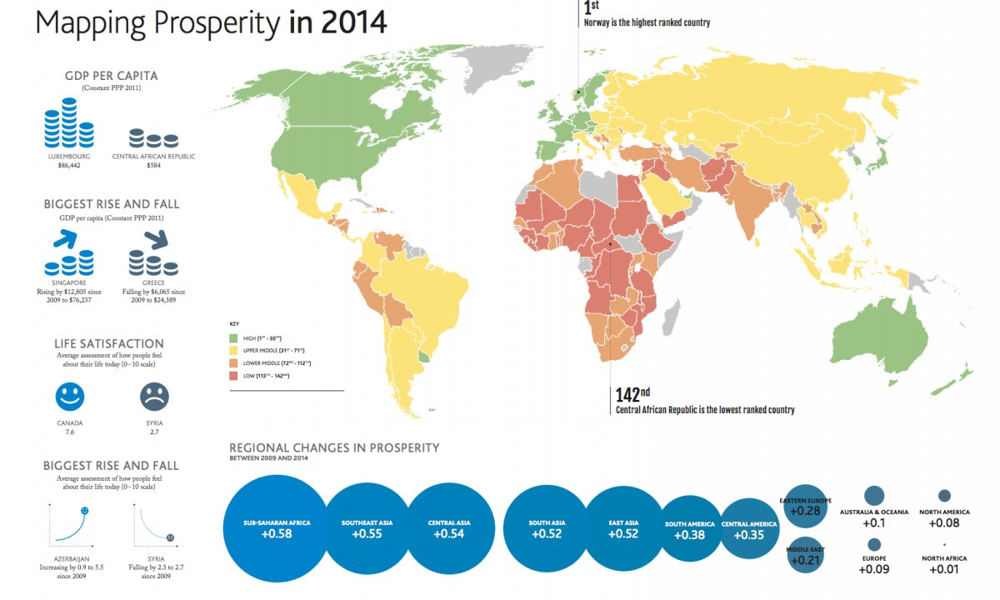 Mapping Prosperity in 2014
1st
Norway is the highest ranked country
GDP PER CAPITA
(Constant PPP 2011)
LUXEMBOURG
$86,442
CENTRAL AFRICAN REPUBLIC
$584
BIGGEST RISE AND FALL
GDP per capita (Constant PPP 2011)
SINGAPORE
Rising by $12,805 since
2009 to $76,237
GREECE
Falling by $6,065 since
2009 to $24,389
LIFE SATISFACTION
Average assessment of how people feel
about their life today (0–10 scale)
CANADA
7.6
SYRIA
2.7
BIGGEST RISE AND FALL
Average assessment of how people feel
about their life today (0–10 scale)
AZERBAIJAN
Increasing by 0.9 to 5.5
since 2009
SYRIA
Falling by 2.3 to 2.7
since 2009
KEY
HIGH (1ST - 30TH)
UPPER MIDDLE (31ST - 71ST)
LOWER MIDDLE (72ND - 112TH)
LOW (113TH - 142ND)
142nd
Central African Republic is the lowest ranked country
REGIONAL CHANGES IN PROSPERITY
BETWEEN 2009 AND 2014
SUB-SAHARAN AFRICA
+0.58
SOUTHEAST ASIA
+0.55
CENTRAL ASIA
+0.54
SOUTH ASIA
+0.52
EAST ASIA
+0.52
SOUTH AMERICA
+0.38
CENTRAL AMERICA
+0.35
EASTERN EUROPE
+0.28
MIDDLE EAST
+0.21
AUSTRALIA & OCEANIA
+0.1
NORTH AMERICA
+0.08
EUROPE
+0.09
NORTH AFRICA
+0.01